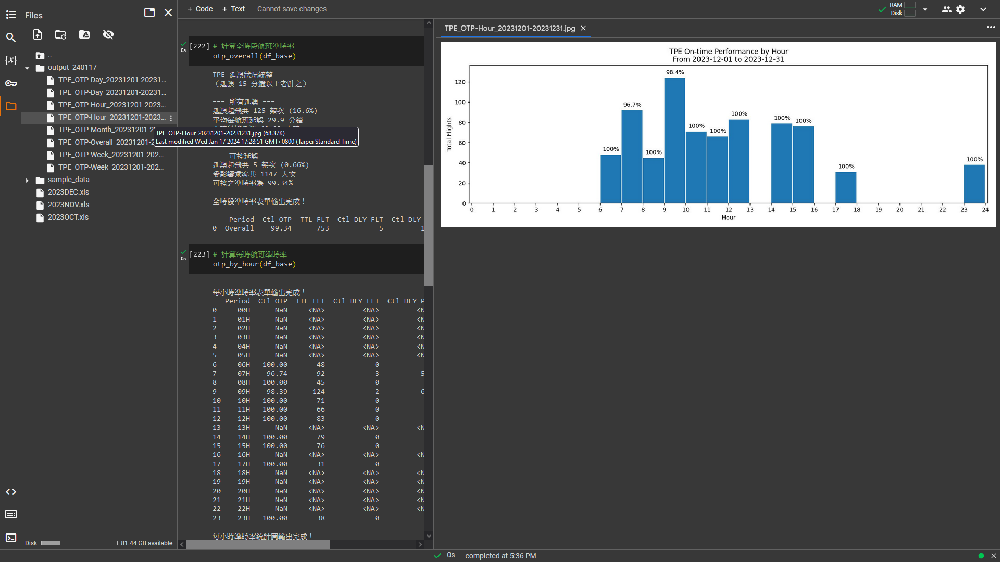 Files
+ Code + Text Cannot save changes
RAM
Disk
..
output_240117
TPE_OTP-Day_20231201-20231...
TPE_OTP-Day_20231201-20231...
TPE_OTP-Hour_20231201-2023...
TPE_OTP-Hour_20231201-2023...
TPE_OTP-Month_20231201-2
TPE_OTP-Overall_20231201-2
TPE_OTP-Week_20231201-202...
TPE_OTP-Week_20231201-202...
sample_data
2023DEC.xls
2023NOV.xls
2023OCT.xls
TPE_OTP-Hour_20231201-20231231.jpg (68.37K)
Last modified Wed Jan 17 2024 17:28:51 GMT+0800 (Taipei Standard Time)
Disk 81.44 GB available
0s
[222] # 計算全時段航班準時率
otp_overall(df_base)
TPE 延誤狀況統整
（延誤 15 分鐘以上者計之）
=== 所有延誤 ===
延誤起飛共 125 架次 (16.6%)
平均每航班延誤 29.9 分鐘
=== 可控延誤 ===
延誤起飛共 5 架次 (0.66%)
受影響乘客共 1147 人次
可控之準時率為 99.34%
全時段準時率表單輸出完成！
Period Ctl OTP TTL FLT Ctl DLY FLT Ctl DLY
0 Overall 99.34 753 5 1
0s
[223] # 計算每時航班準時率
otp_by_hour(df_base)
每小時準時率表單輸出完成！
Period Ctl OTP TTL FLT Ctl DLY FLT Ctl DLY P
0 00H NaN <NA> <NA> <N
1 01H NaN <NA> <NA> <N
2 02H NaN <NA> <NA> <N
3 03H NaN <NA> <NA> <N
4 04H NaN <NA> <NA> <N
5 05H NaN <NA> <NA> <N
6 06H 100.00 48 0
7 07H 96.74 92 3 5
8 08H 100.00 45 0
9 09H 98.39 124 2 6
10 10H 100.00 71 0
11 11H 100.00 66 0
12 12H 100.00 83 0
13 13H NaN <NA> <NA> <N
14 14H 100.00 79 0
15 15H 100.00 76 0
16 16H NaN <NA> <NA> <N
17 17H 100.00 31 0
18 18H NaN <NA> <NA> <N
19 19H NaN <NA> <NA> <N
20 20H NaN <NA> <NA> <N
21 21H NaN <NA> <NA> <N
22 22H NaN <NA> <NA> <N
23 23H 100.00 38 0
每小時準時率統計圖輸出完成！
TPE_OTP-Hour_20231201-20231231.jpg
TPE On-time Performance by Hour
From 2023-12-01 to 2023-12-31
Total Flights
120
100
80
60
40
20
0
100%
96.7%
100%
98.4%
100%
100%
100%
100%
100%
100%
100%
0 1 2 3 4 5 6 7 8 9 10 11 12 13 14 15 16 17 18 19 20 21 22 23 24
Hour
0s completed at 5:36 PM